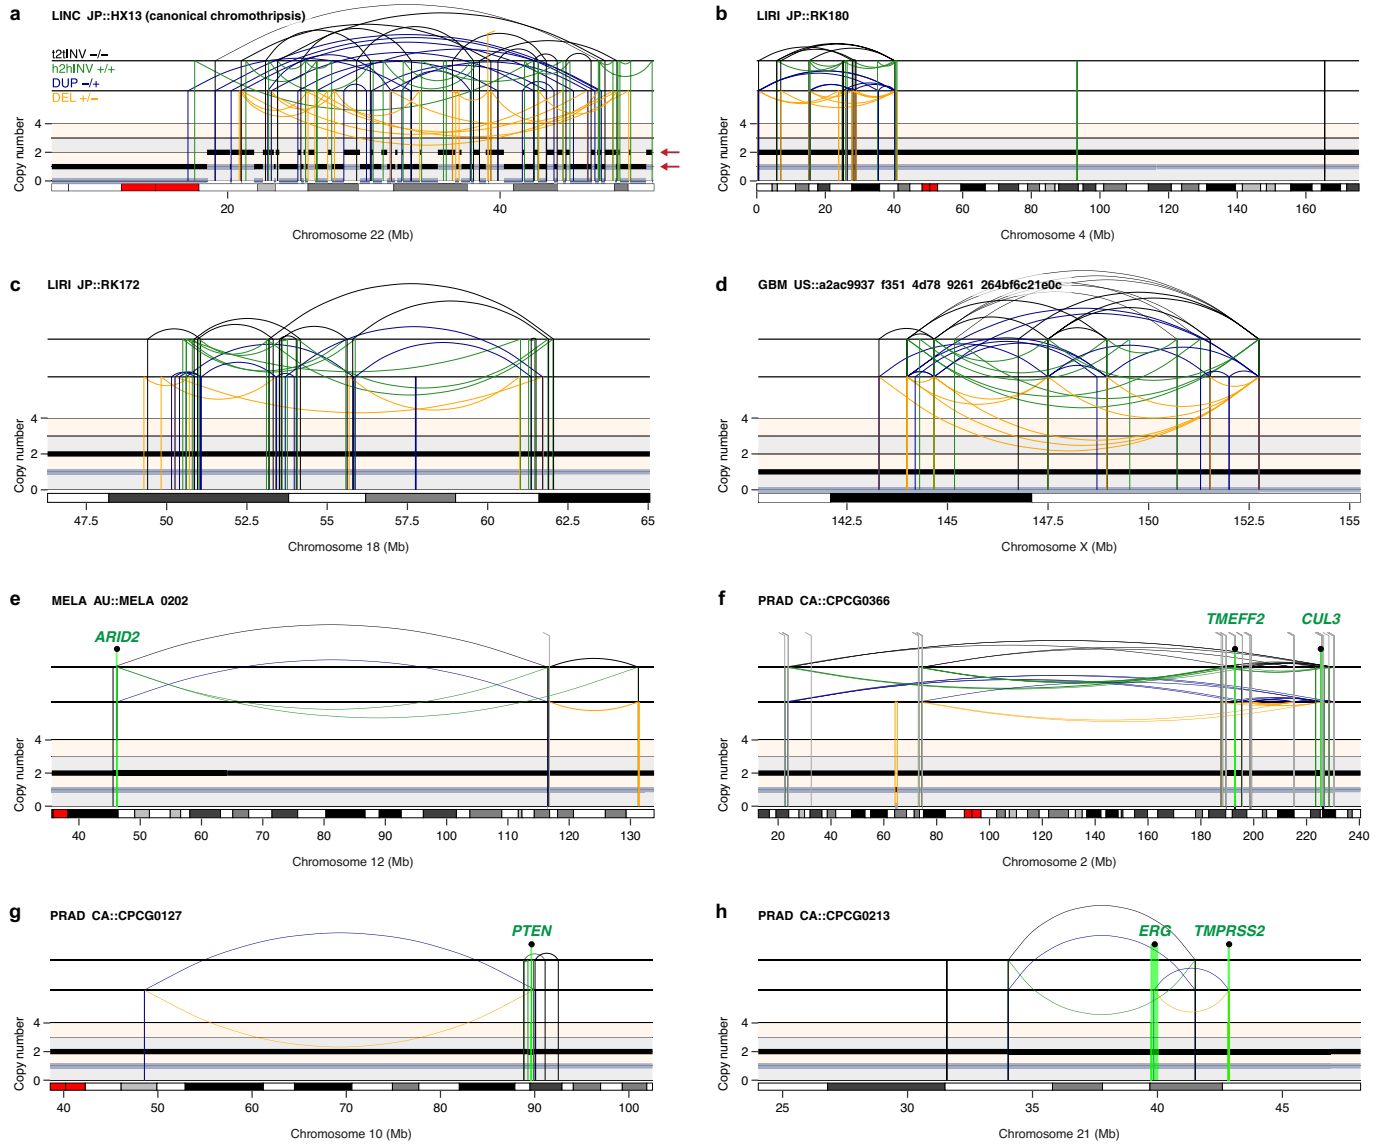 a LINC JP::HX13 (canonical chromothripsis)
t2tINV −/−
h2hINV +/+
DUP −/+
DEL +/−
Copy number
4
2
0
20 40
Chromosome 22 (Mb)
b LIRI JP::RK180
Copy number
4
2
0
0 20 40 60 80 100 120 140 160
Chromosome 4 (Mb)
c LIRI JP::RK172
Copy number
4
2
0
47.5 50 52.5 55 57.5 60 62.5 65
Chromosome 18 (Mb)
d GBM US::a2ac9937 f351 4d78 9261 264bf6c21e0c
Copy number
4
2
0
142.5 145 147.5 150 152.5 155
Chromosome X (Mb)
e MELA AU::MELA 0202
ARID2
Copy number
4
2
0
40 50 60 70 80 90 100 110 120 130
Chromosome 12 (Mb)
f PRAD CA::CPCG0366
TMEFF2 CUL3
Copy number
4
2
0
20 40 60 80 100 120 140 160 180 200 220 240
Chromosome 2 (Mb)
g PRAD CA::CPCG0127
PTEN
Copy number
4
2
0
40 50 60 70 80 90 100
Chromosome 10 (Mb)
h PRAD CA::CPCG0213
ERG TMPRSS2
Copy number
4
2
0
25 30 35 40 45
Chromosome 21 (Mb)